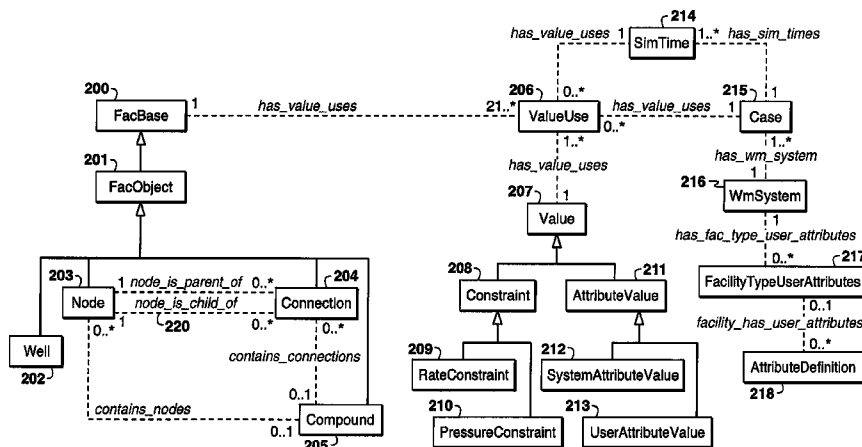 214
has_value_uses 1 SimTime 1..* has_sim_times
200
FacBase
1 has_value_uses 21..*
206
0..*
ValueUse
1..*
has_value_uses
0..* 1
215
1
Case
1..*
201
FacObject
has_value_uses
207
1
Value
has_wm_system
1
216
WmSystem
1
has_fac_type_user_attributes
0..*
217
FacilityTypeUserAttributes
0..1
facility_has_user_attributes
0..*
AttributeDefinition
218
203
Node
1 node_is_parent_of 0..*
204
Connection
node_is_child_of
0..* 1 220 0..* 0..*
Well
202
contains_connections
contains_nodes
0..1
0..1
Compound
205
208
Constraint
211
AttributeValue
209
RateConstraint
212
SystemAttributeValue
210
PressureConstraint
213
UserAttributeValue